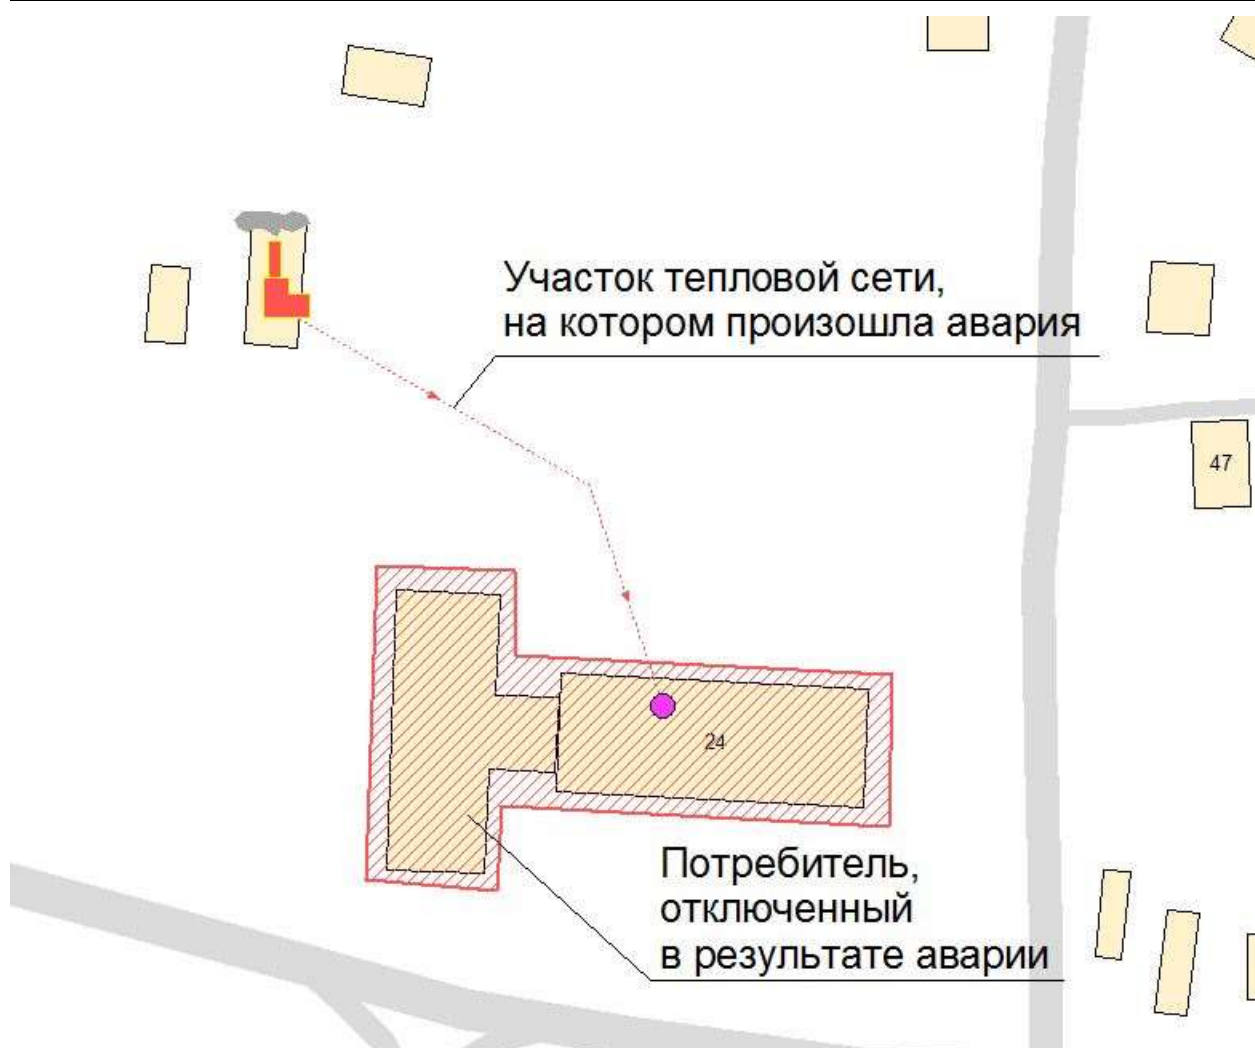 Участок тепловой сети,
на котором произошла авария
47
24
Потребитель,
отключенный
в результате аварии